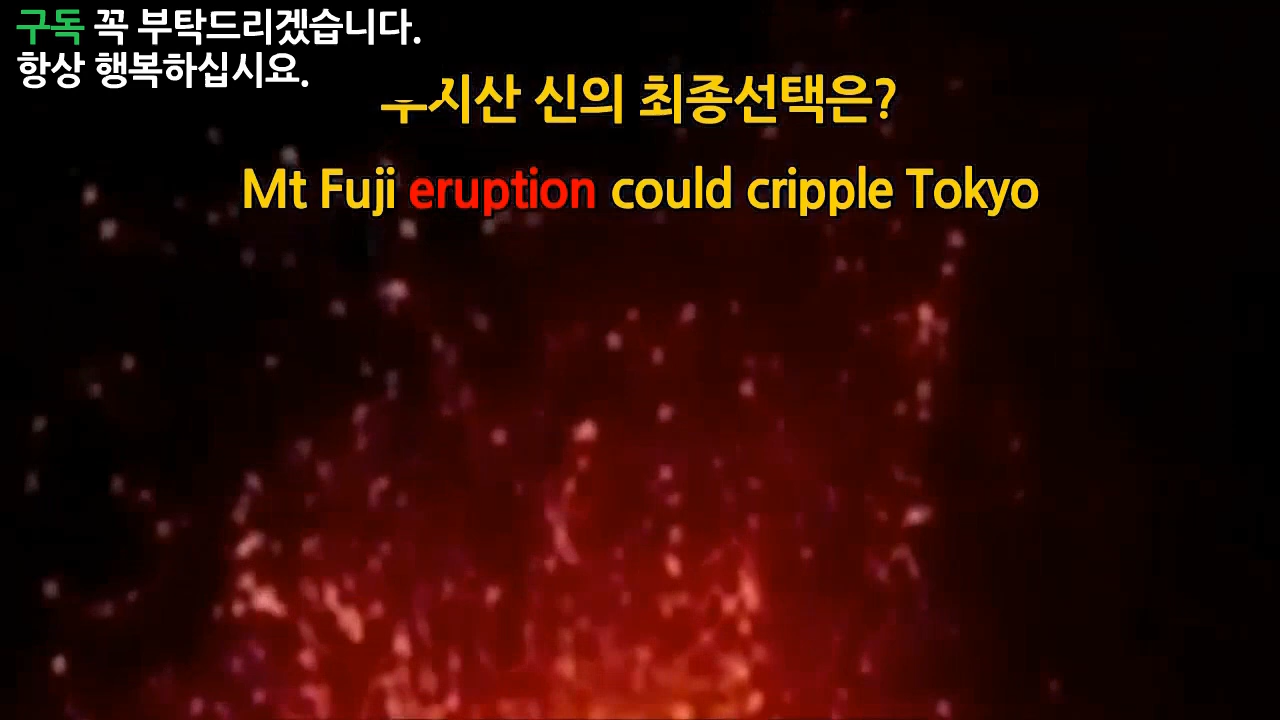 구독 꼭 부탁드리겠습니다.
항상 행복하십시요.
신의 최종선택은?
Mt Fuji eruption could cripple Tokyo